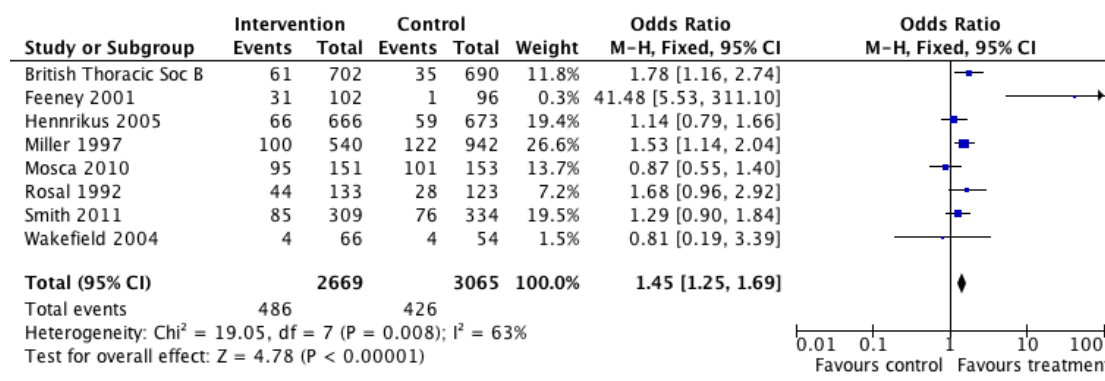 Intervention Control Odds Ratio Odds Ratio
Study or Subgroup Events Total Events Total Weight M-H, Fixed, 95% CI M-H, Fixed, 95% CI
British Thoracic Soc B 61 702 35 690 11.8% 1.78 [1.16, 2.74]
Feeney 2001 31 102 1 96 0.3% 41.48 [5.53, 311.10]
Hennrikus 2005 66 666 59 673 19.4% 1.14 [0.79, 1.66]
Miller 1997 100 540 122 942 26.6% 1.53 [1.14, 2.04]
Mosca 2010 95 151 101 153 13.7% 0.87 [0.55, 1.40]
Rosal 1992 44 133 28 123 7.2% 1.68 [0.96, 2.92]
Smith 2011 85 309 76 334 19.5% 1.29 [0.90, 1.84]
Wakefield 2004 4 66 4 54 1.5% 0.81 [0.19, 3.39]
Total (95% CI) 2669 3065 100.0% 1.45 [1.25, 1.69]
Total events 486 426
Heterogeneity: Chi² = 19.05, df = 7 (P = 0.008); I² = 63%
Test for overall effect: Z = 4.78 (P < 0.00001)
0.01 0.1 1 10 100
Favours control Favours treatmen